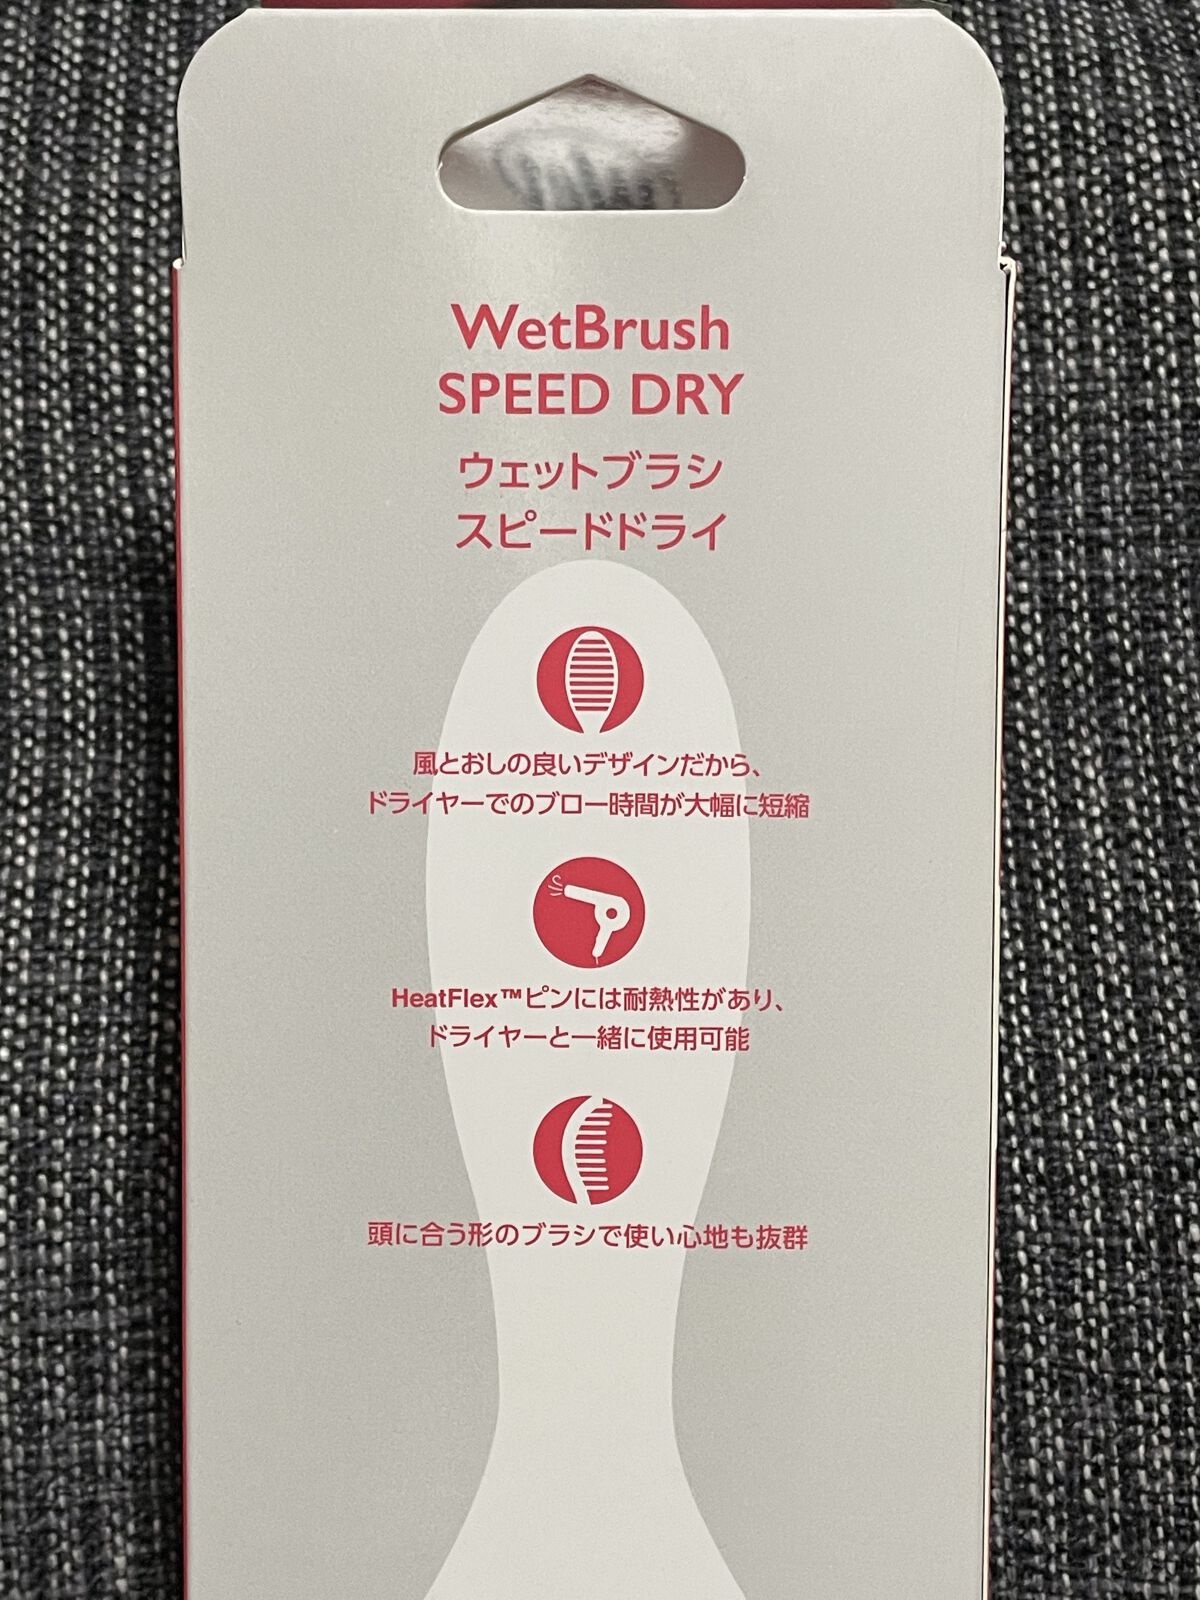 WetBrush
SPEED DRY
ウェットブラシ
スピードドライ
風とおしの良いデザインだから、
ドライヤーでのブロー時間が大幅に短縮
HeatFlex™ピンには耐熱性があり、
ドライヤーと一緒に使用可能
頭に合う形のブラシで使い心地も抜群